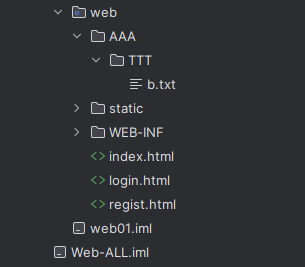 web
AAA
TTT
b.txt
static
WEB-INF
index.html
login.html
regist.html
web01.iml
Web-ALL.iml